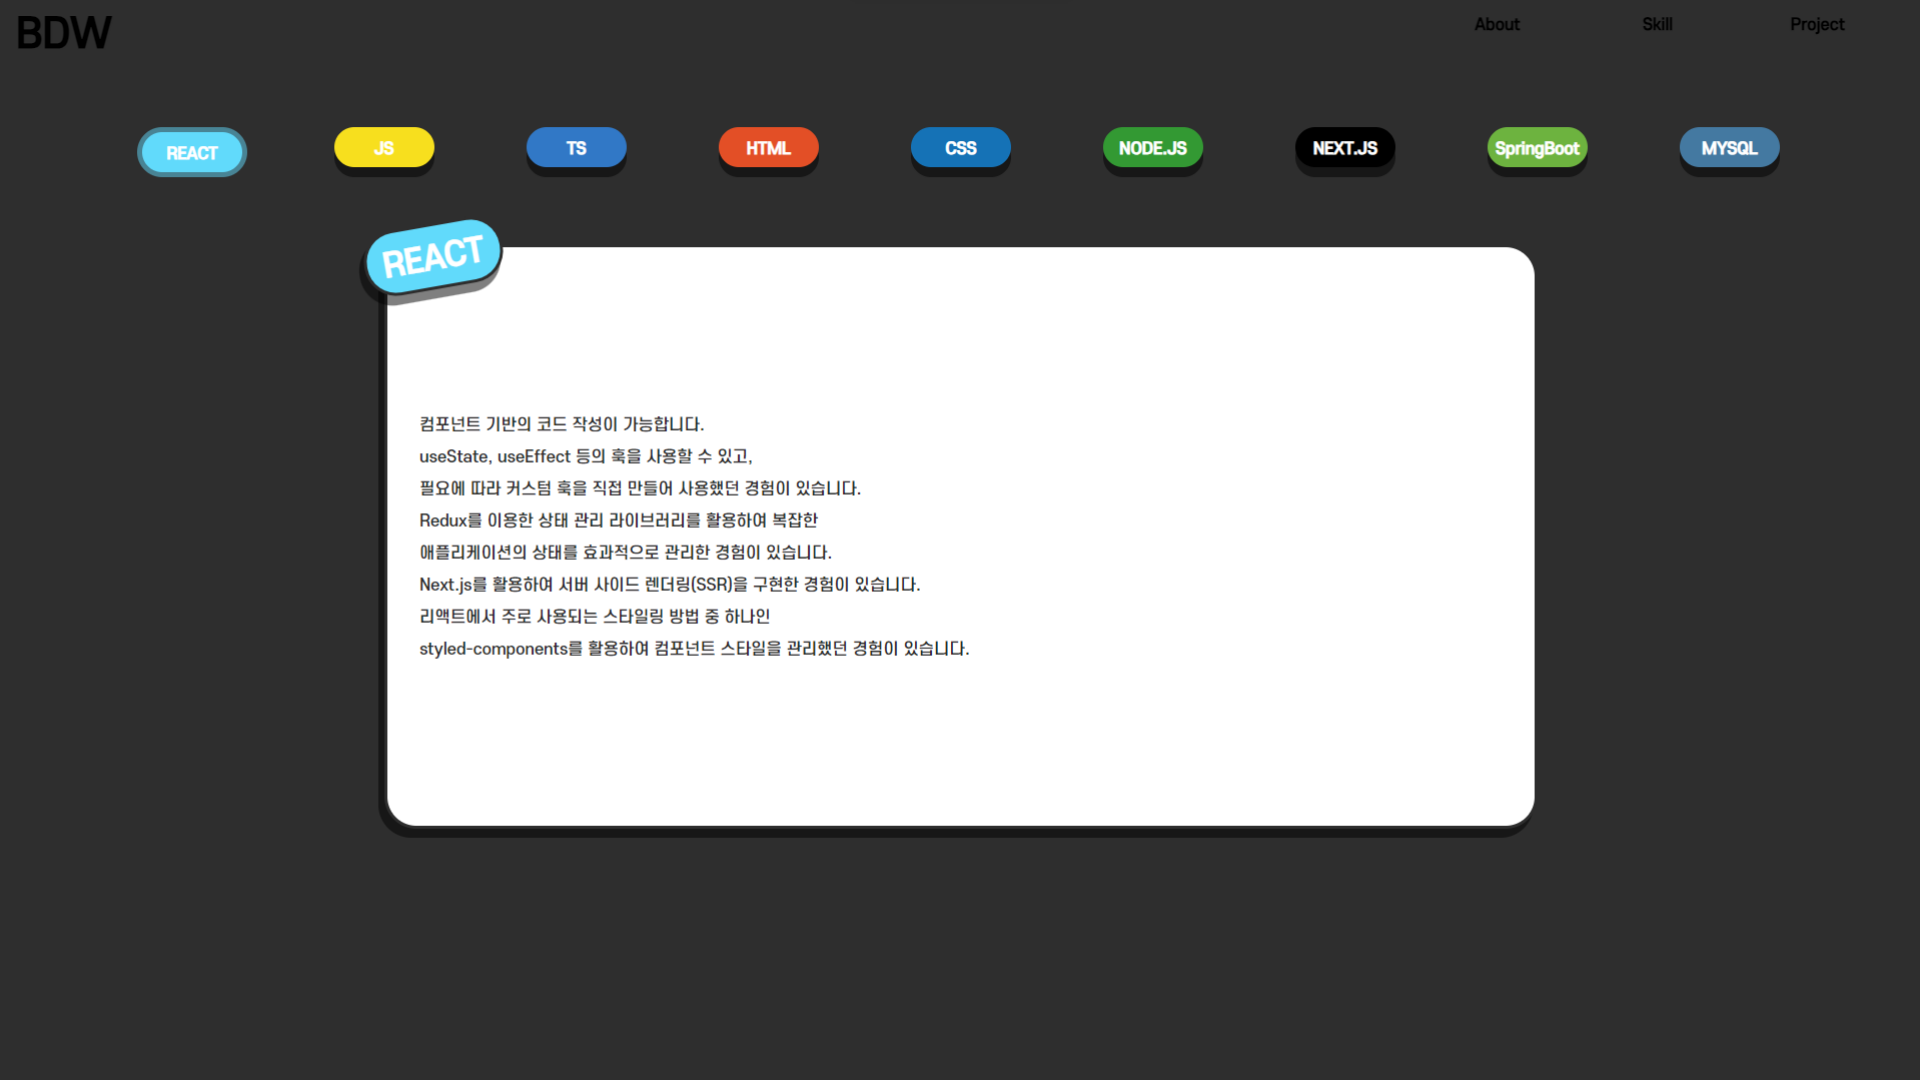 BDW
About
Skill
Project
REACT
JS
TS
HTML
CSS
NODE.JS
NEXT.JS
SpringBoot
MYSQL
REACT
컴포넌트 기반의 코드 작성이 가능합니다.
useState, useEffect 등의 훅을 사용할 수 있고,
필요에 따라 커스텀 훅을 직접 만들어 사용했던 경험이 있습니다.
Redux를 이용한 상태 관리 라이브러리를 활용하여 복잡한
애플리케이션의 상태를 효과적으로 관리한 경험이 있습니다.
Next.js를 활용하여 서버 사이드 렌더링(SSR)을 구현한 경험이 있습니다.
리액트에서 주로 사용되는 스타일링 방법 중 하나인
styled-components를 활용하여 컴포넌트 스타일을 관리했던 경험이 있습니다.